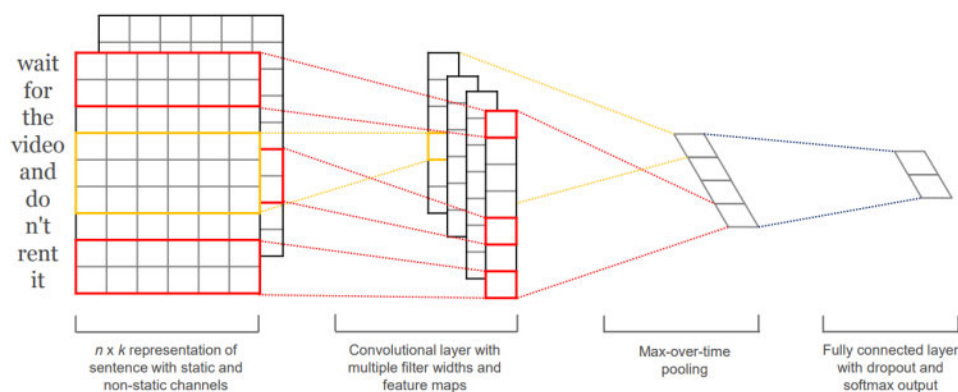 wait
for
the
video
and
do
n't
rent
it
n x k representation of
sentence with static and
non-static channels
Convolutional layer with
multiple filter widths and
feature maps
Max-over-time
pooling
Fully connected layer
with dropout and
softmax output